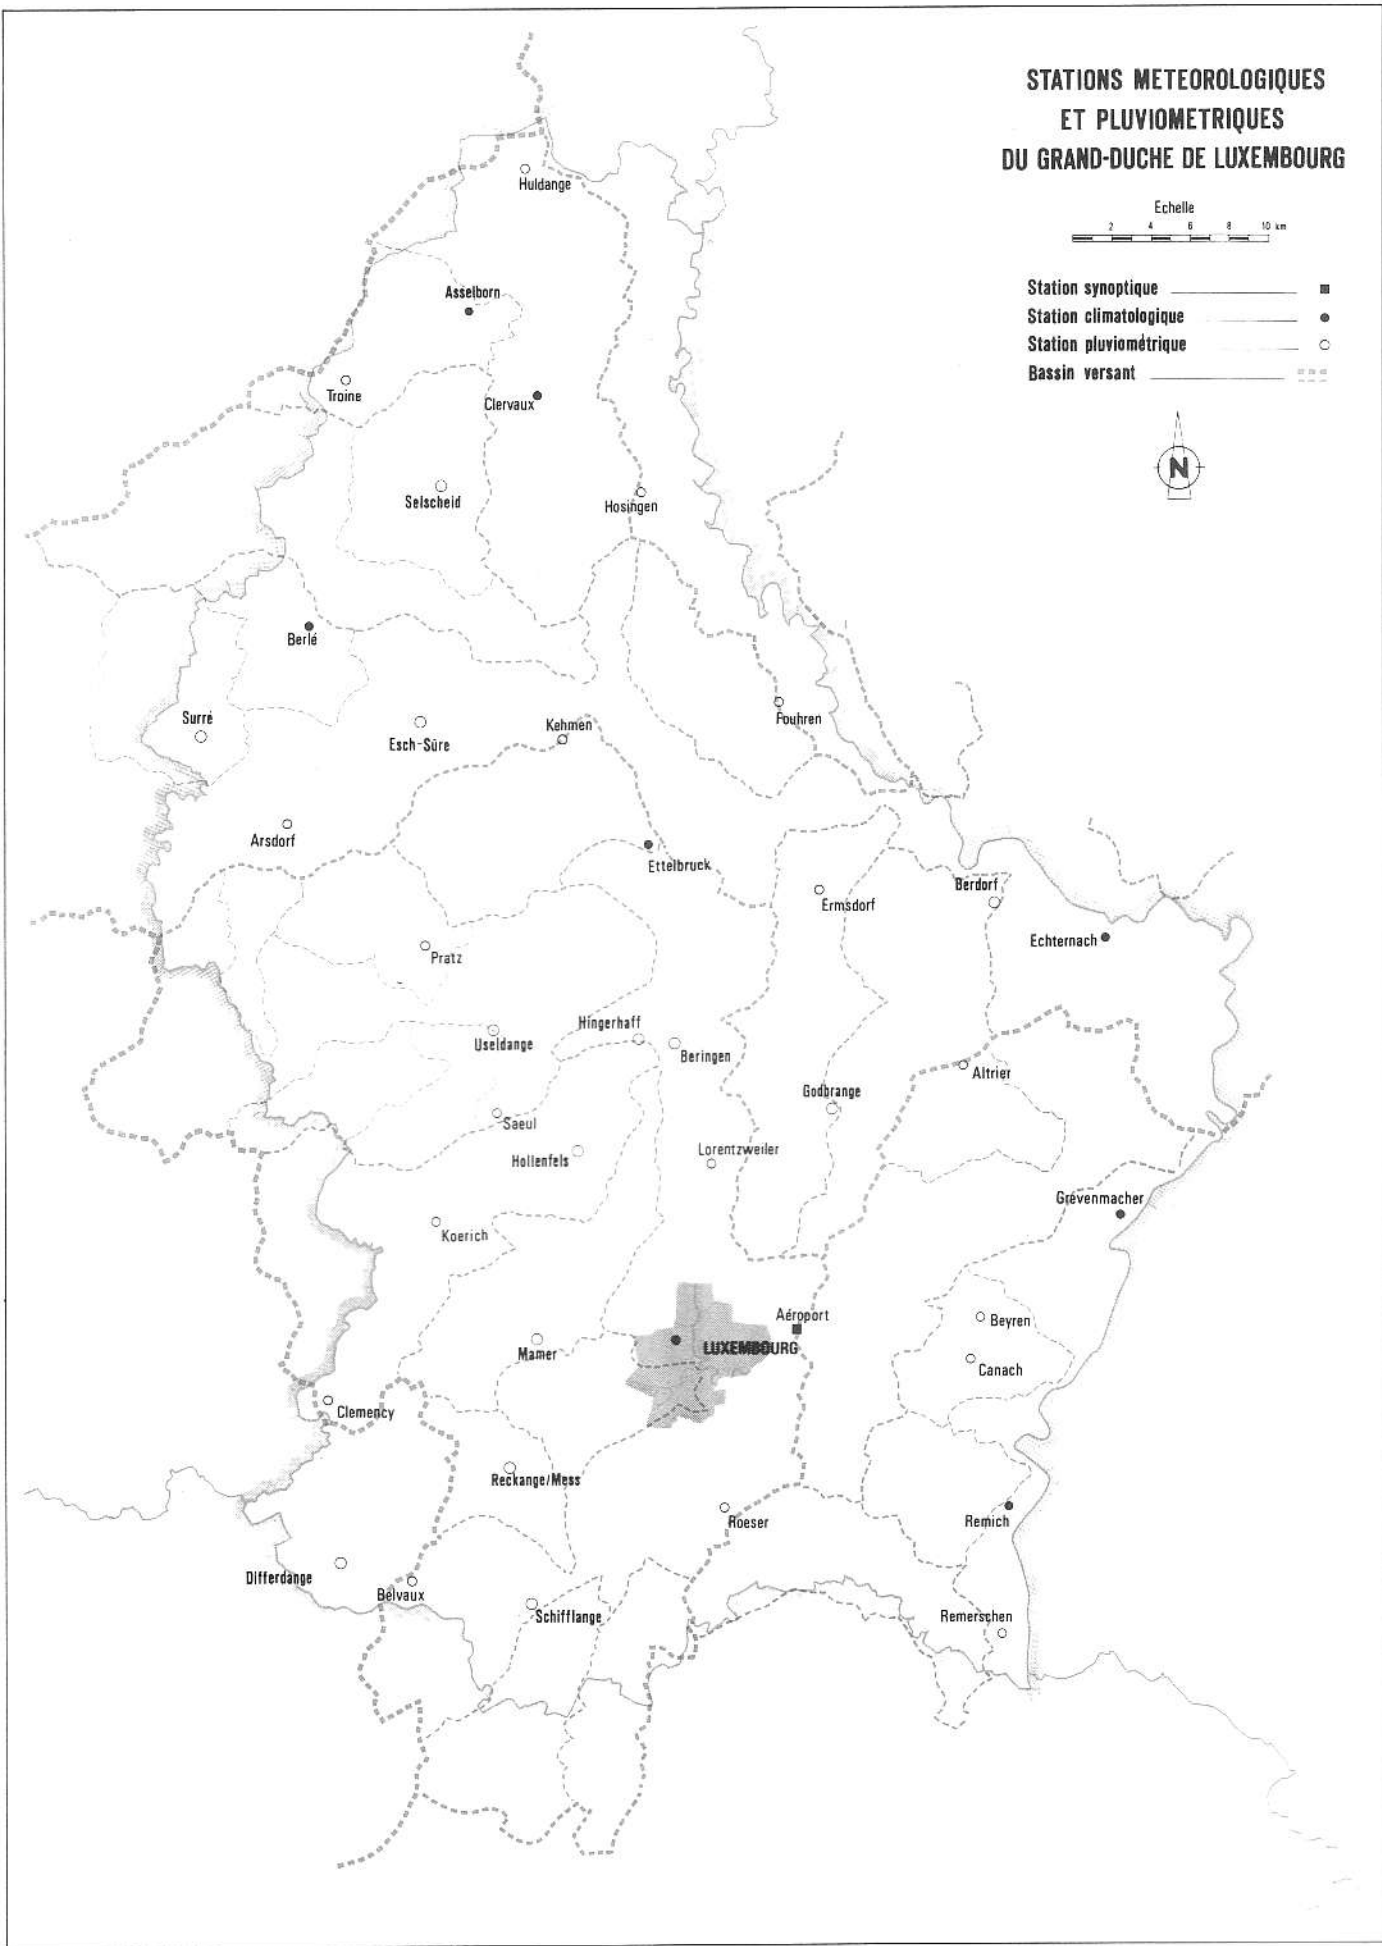 STATIONS METEOROLOGIQUES
ET PLUVIOMETRIQUES
DU GRAND-DUCHE DE LUXEMBOURG
Echelle
2 4 6 8 10 km
Station synoptique
Station climatologique
Station pluviométrique
Bassin versant
N
Huldange
Asselborn
Troine
Clervaux
Selscheid
Hosingen
Berlé
Surré
Esch-Sûre
Kehmen
Fouhren
Arsdorf
Ettelbruck
Ermsdorf
Berdorf
Echternach
Pratz
Useldange
Hingerhaff
Beringen
Altrier
Godbrange
Saeul
Hollenfels
Lorentzweiler
Grevenmacher
Koerich
Aéroport
Beyren
Mamer
LUXEMBOURG
Canach
Clemency
Reckange/Mess
Roeser
Remich
Differdange
Belvaux
Schifflange
Remerschen